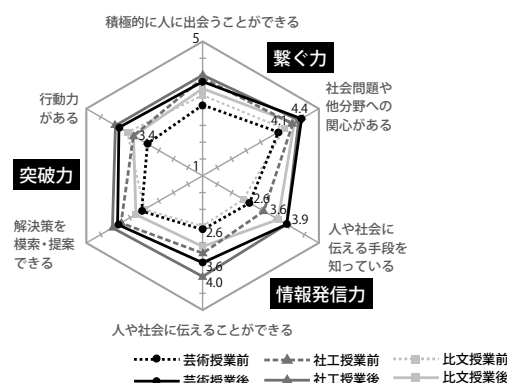 積極的に人に出会うことができる
5
繋ぐ力
社会問題や
他分野への
関心がある
4.4
4.1
行動力
がある
3.4
1
突破力
2.6
3.6
3.9
解決策を
模索・提案
できる
2.6
3.6
4.0
人や社会に
伝える手段を
知っている
情報発信力
人や社会に伝えることができる
芸術授業前 社工授業前 比文授業前
芸術授業後 社工授業後 比文授業後